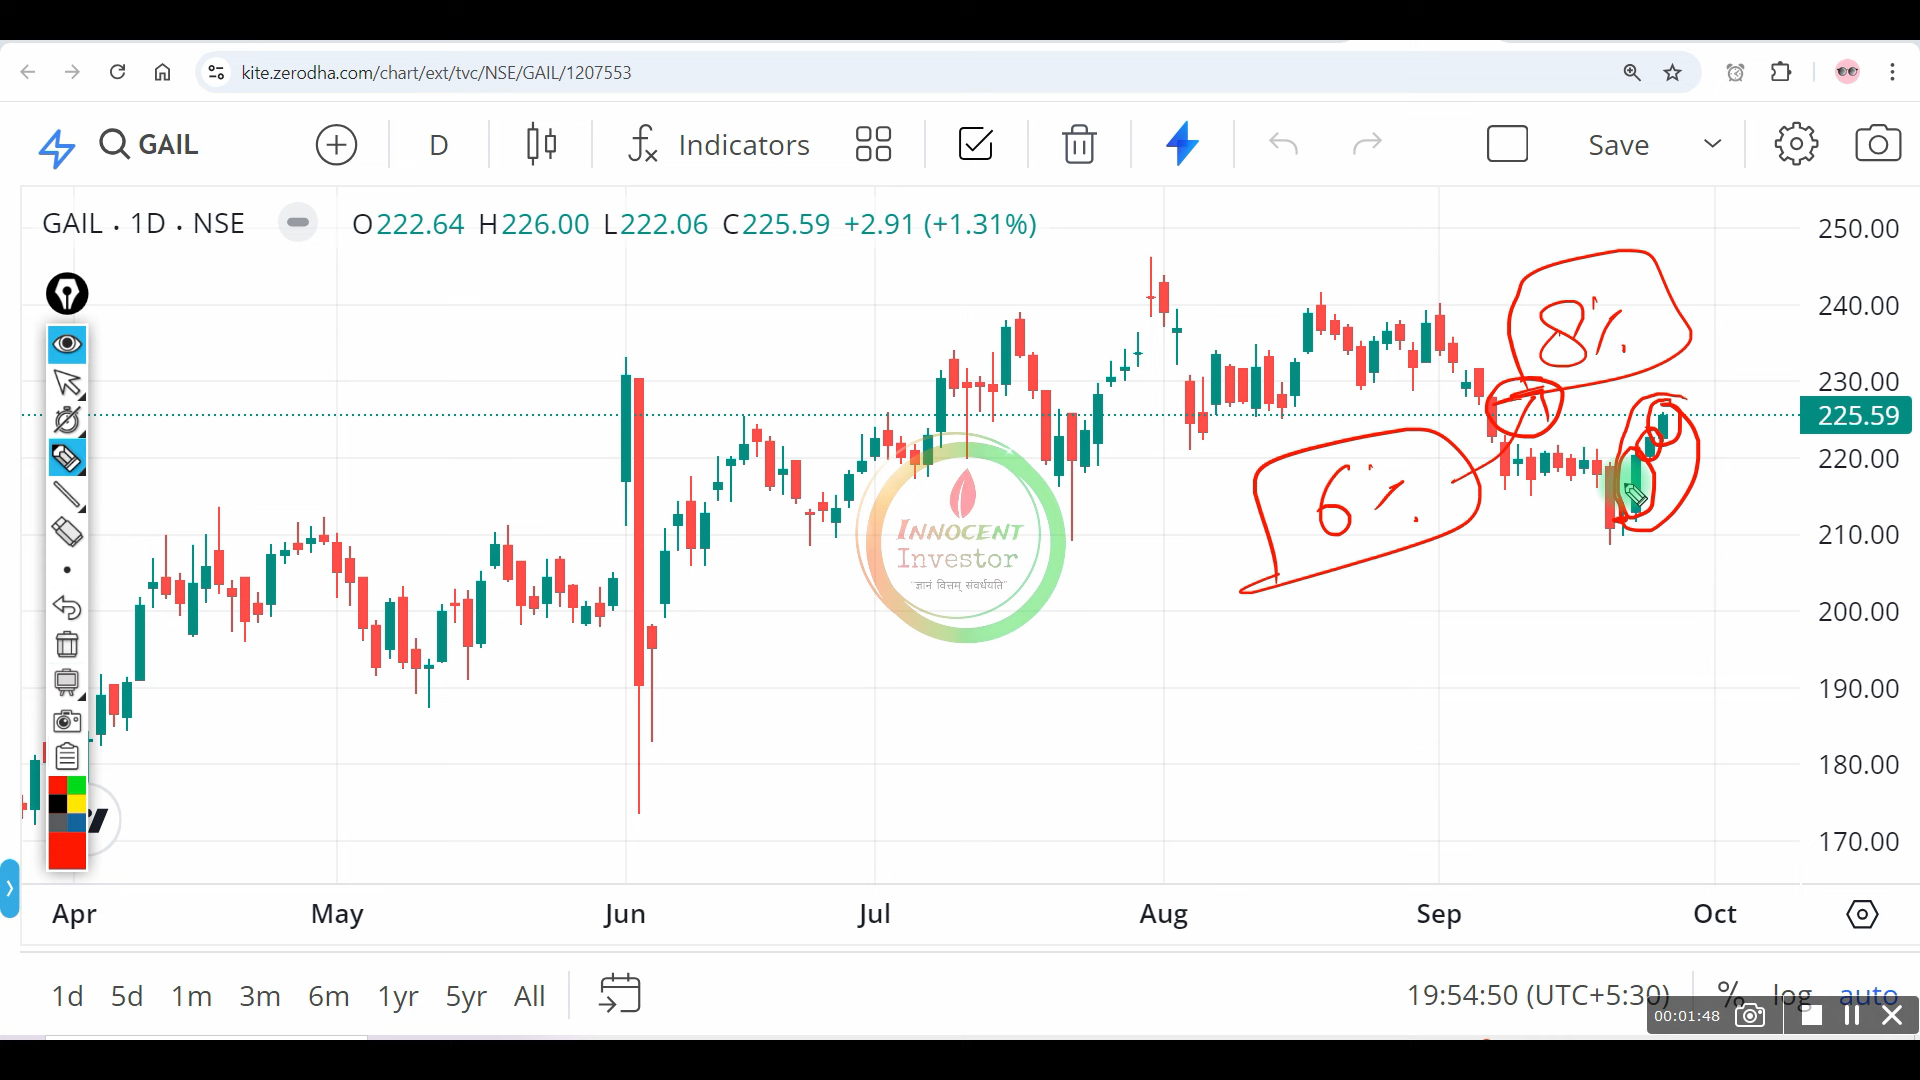 kite.zerodha.com/chart/ext/tvc/NSE/GAIL/1207553
GAIL
D
Indicators
Save
GAIL · 1D · NSE
O222.64 H226.00 L222.06 C225.59 +2.91 (+1.31%)
250.00
240.00
230.00
225.59
220.00
210.00
200.00
190.00
180.00
170.00
8%
6%
INNOCENT
Investor
"ज्ञानं वित्तम् संवर्धयति"
Apr May Jun Jul Aug Sep Oct
1d 5d 1m 3m 6m 1yr 5yr All
19:54:50 (UTC+5:30) % log auto
00:01:48